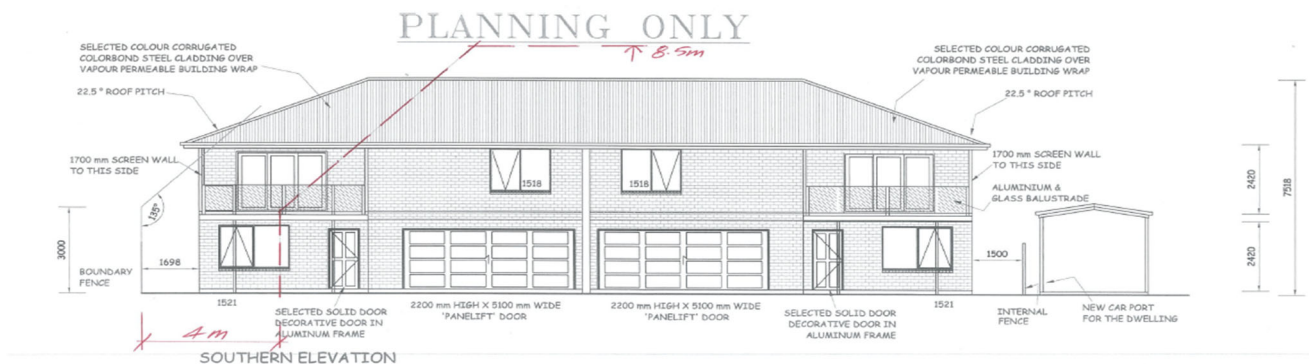 PLANNING ONLY
8.5m
SELECTED COLOUR CORRUGATED
COLORBOND STEEL CLADDING OVER
VAPOUR PERMEABLE BUILDING WRAP
22.5 ° ROOF PITCH
SELECTED COLOUR CORRUGATED
COLORBOND STEEL CLADDING OVER
VAPOUR PERMEABLE BUILDING WRAP
22.5 ° ROOF PITCH
1700 mm SCREEN WALL
TO THIS SIDE
1518
1518
1700 mm SCREEN WALL
TO THIS SIDE
ALUMINIUM &
GLASS BALUSTRADE
2420
7518
135°
3000
1698
BOUNDARY
FENCE
1500
2420
1521
SELECTED SOLID DOOR
DECORATIVE DOOR IN
ALUMINUM FRAME
2200 mm HIGH X 5100 mm WIDE
'PANELIFT' DOOR
2200 mm HIGH X 5100 mm WIDE
'PANELIFT' DOOR
SELECTED SOLID DOOR
DECORATIVE DOOR IN
ALUMINUM FRAME
1521
INTERNAL
FENCE
NEW CAR PORT
FOR THE DWELLING
4m
SOUTHERN ELEVATION